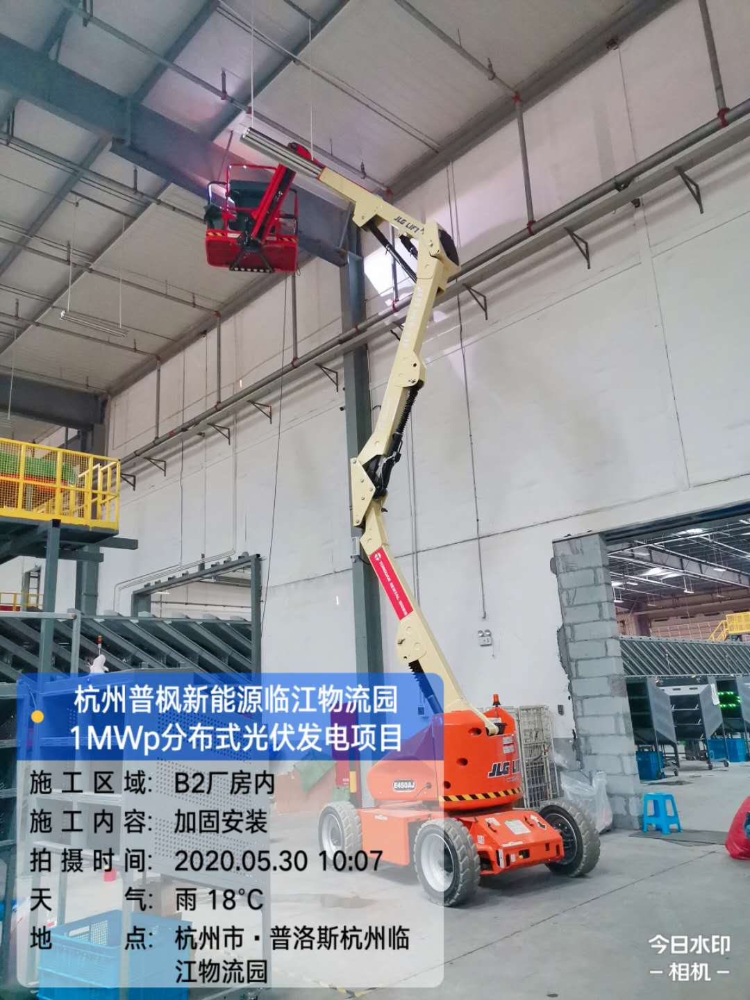 JLG LIFT
TONGGUAN RENTAL
JLG LI
E450AJ
杭州普枫新能源临江物流园
1MWp分布式光伏发电项目
施工区域: B2厂房内
施工内容: 加固安装
拍摄时间: 2020.05.30 10:07
天气: 雨 18°C
地点: 杭州市·普洛斯杭州临
江物流园
今日水印
-相机-